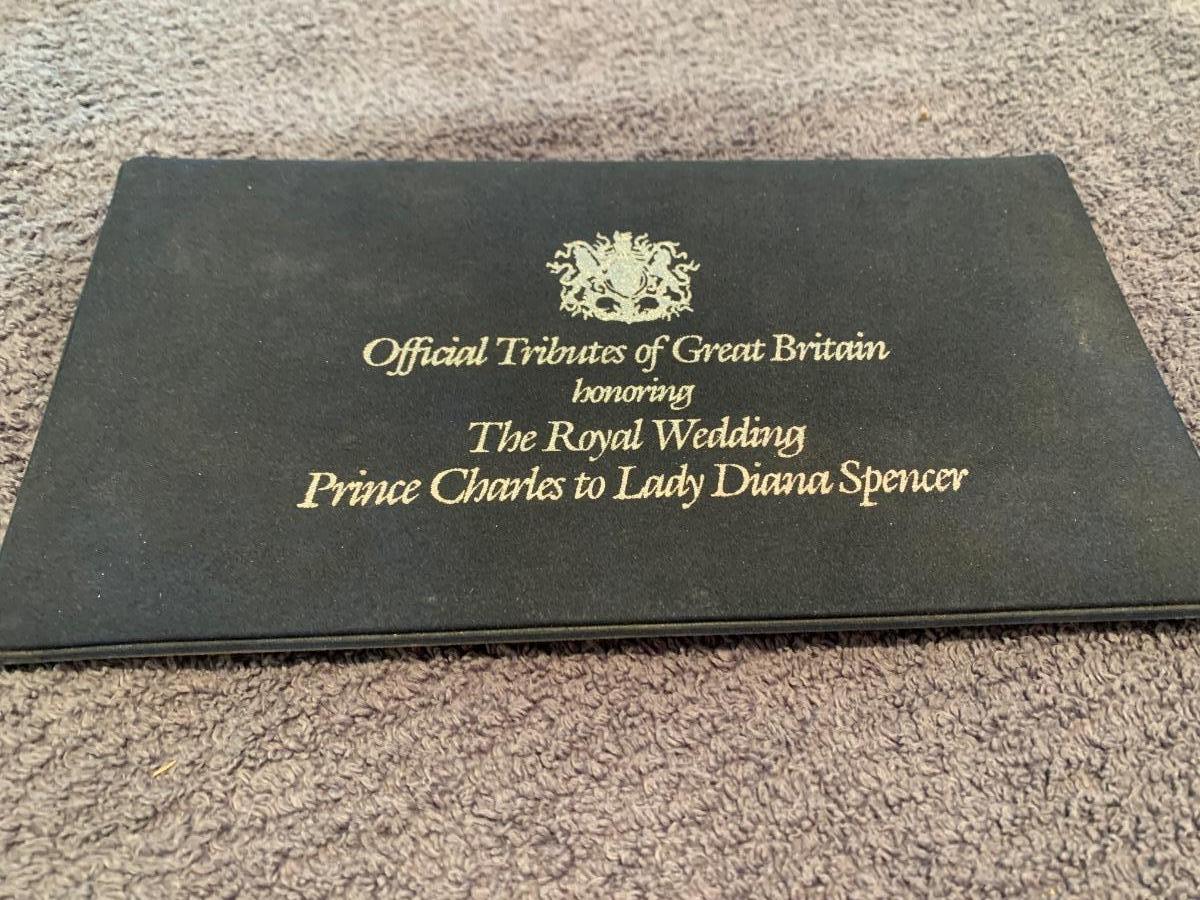 Official Tributes of Great Britain
honoring
The Royal Wedding
Prince Charles to Lady Diana Spencer